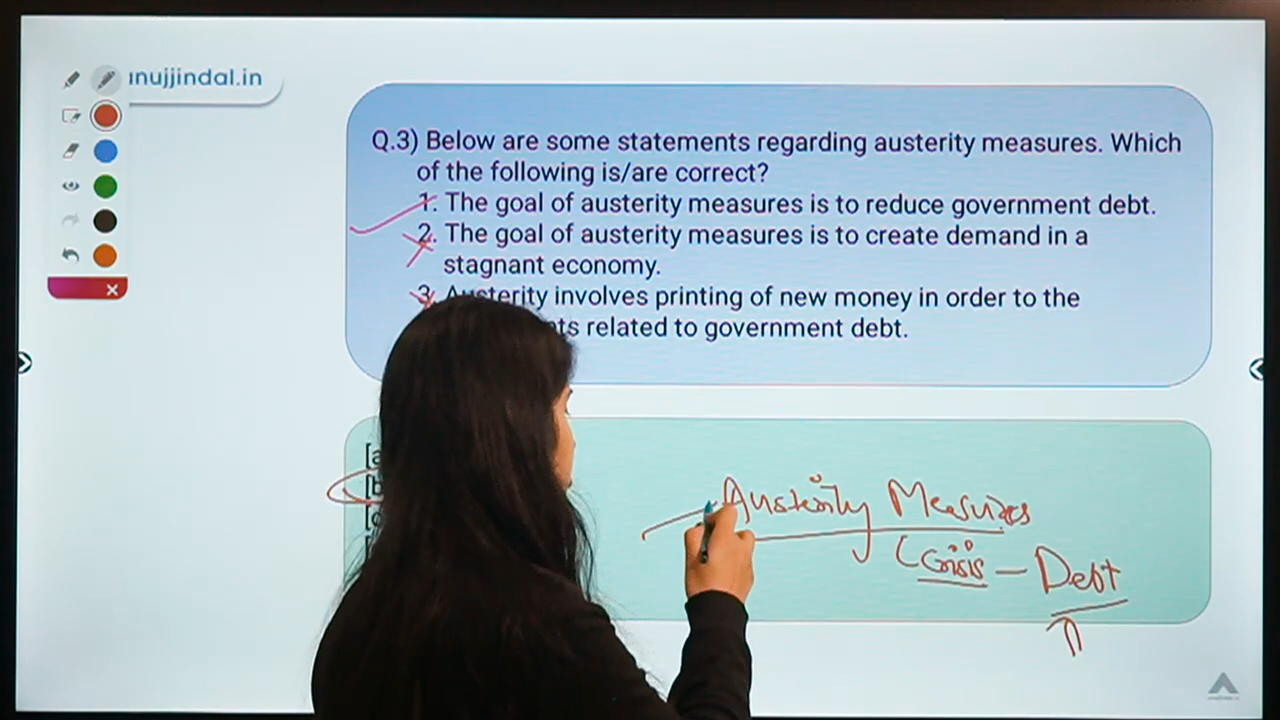 nujjindal.in
Q.3) Below are some statements regarding austerity measures. Which
of the following is/are correct?
1. The goal of austerity measures is to reduce government debt.
2. The goal of austerity measures is to create demand in a
stagnant economy.
3. Austerity involves printing of new money in order to the
ts related to government debt.
[a
[b
[c
[
Austerity Measures
(Crisis - Debt